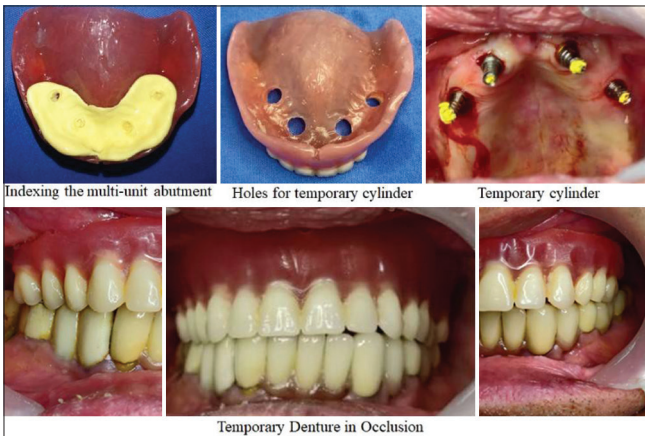 Indexing the multi-unit abutment
Holes for temporary cylinder
Temporary cylinder
Temporary Denture in Occlusion